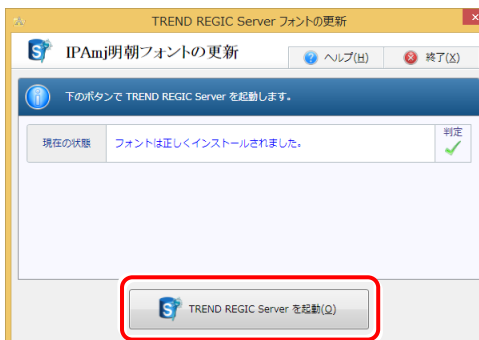 TREND REGIC Server フォントの更新
IPAmj明朝フォントの更新
ヘルプ(H)
終了(X)
下のボタンで TREND REGIC Server を起動します。
現在の状態
フォントは正しくインストールされました。
判定
TREND REGIC Server を起動(O)